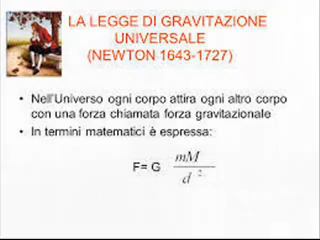 LA LEGGE DI GRAVITAZIONE
UNIVERSALE
(NEWTON 1643-1727)
• Nell'Universo ogni corpo attira ogni altro corpo
con una forza chiamata forza gravitazionale
• In termini matematici è espressa:
F= G mM / d²